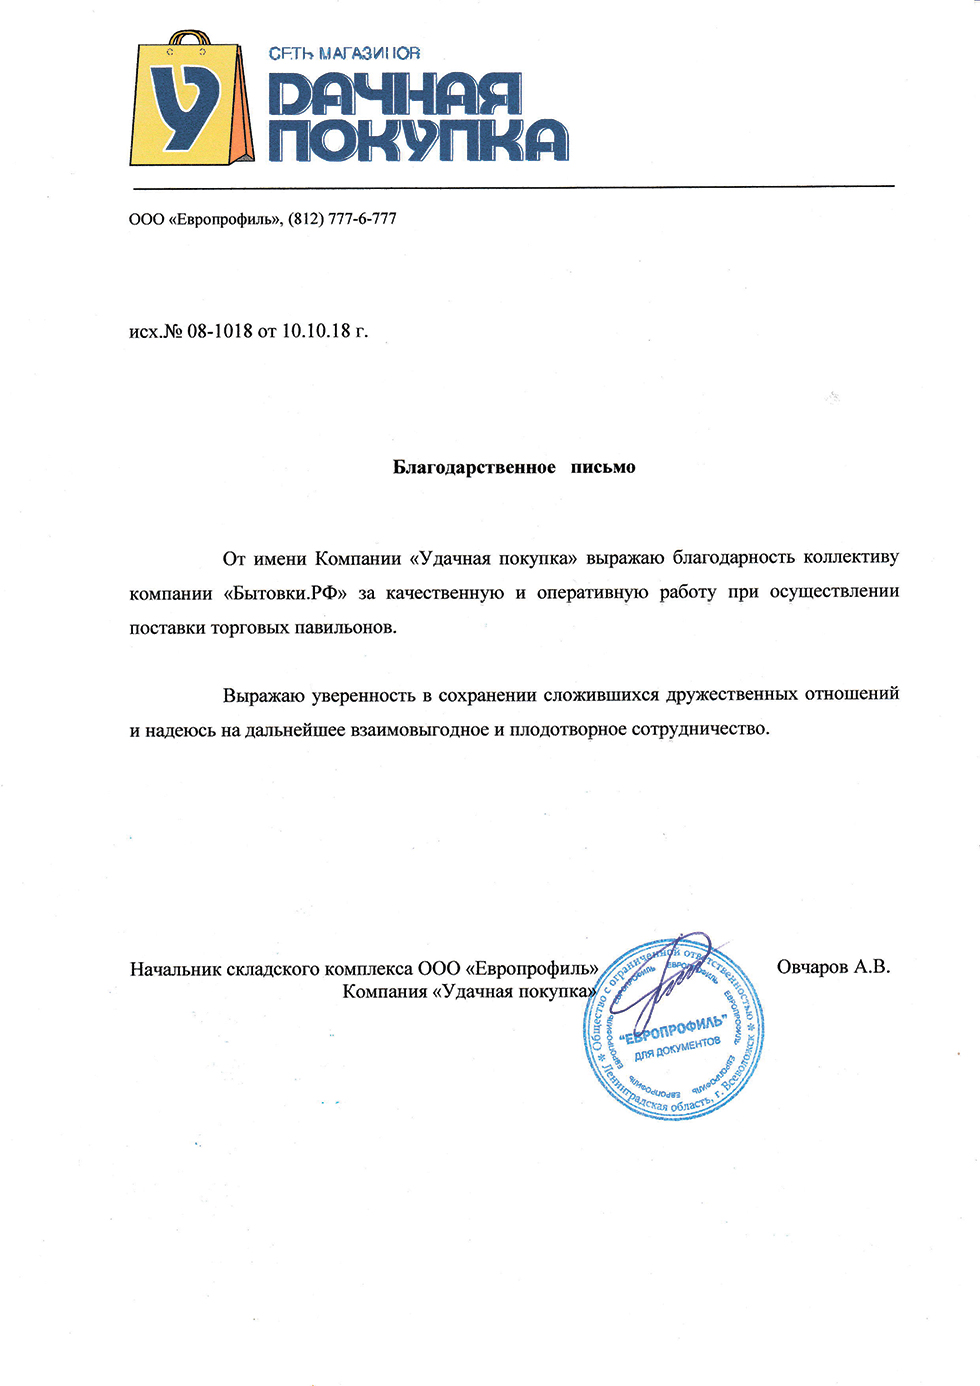 СЕТЬ МАГАЗИНОВ
УДАЧНАЯ
ПОКУПКА
ООО «Европрофиль», (812) 777-6-777
исх.№ 08-1018 от 10.10.18 г.
Благодарственное письмо
От имени Компании «Удачная покупка» выражаю благодарность коллективу
компании «Бытовки.РФ» за качественную и оперативную работу при осуществлении
поставки торговых павильонов.
Выражаю уверенность в сохранении сложившихся дружественных отношений
и надеюсь на дальнейшее взаимовыгодное и плодотворное сотрудничество.
Начальник складского комплекса ООО «Европрофиль»
Компания «Удачная покупка»
Овчаров А.В.
Общество с ограниченной ответственностью
Ленинградская область, г. Всеволожск
ЕВРОПРОФИЛЬ ЕВРОПРОФИЛЬ ЕВРОПРОФИЛЬ ЕВРОПРОФИЛЬ ЕВРОПРОФИЛЬ ЕВРОПРОФИЛЬ ЕВРОПРОФИЛЬ
"ЕВРОПРОФИЛЬ"
ДЛЯ ДОКУМЕНТОВ